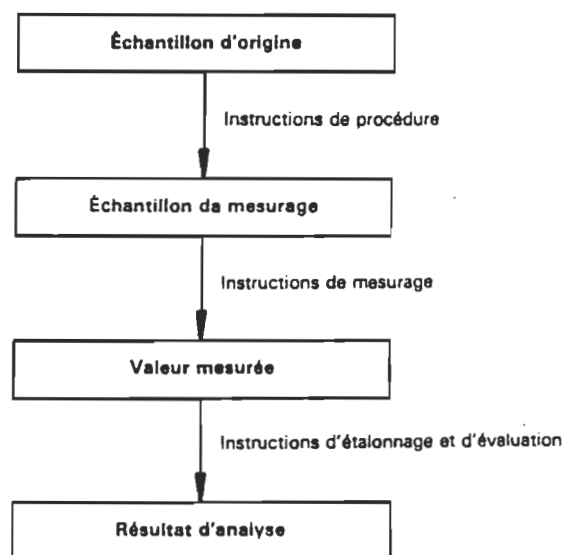 Échantillon d'origine
Instructions de procédure
Échantillon da mesurage
Instructions de mesurage
Valeur mesurée
Instructions d'étalonnage et d'évaluation
Résultat d'analyse